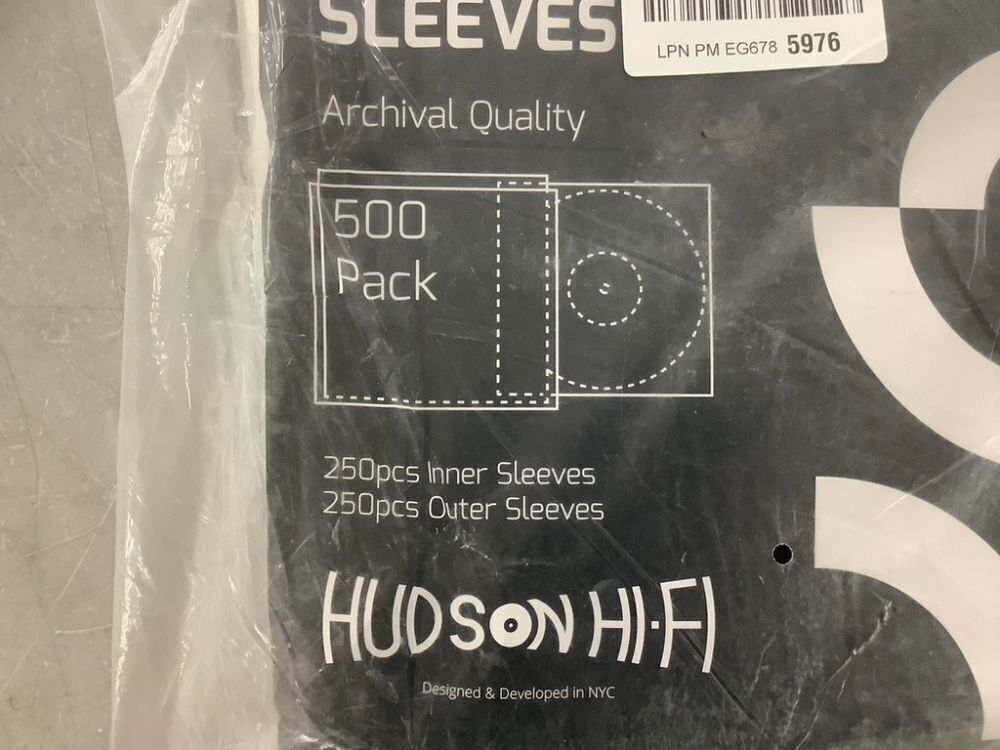 SLEEVES
LPN PM EG678 5976
Archival Quality
500
Pack
250pcs Inner Sleeves
250pcs Outer Sleeves
HUDSON HI-FI
Designed & Developed in NYC